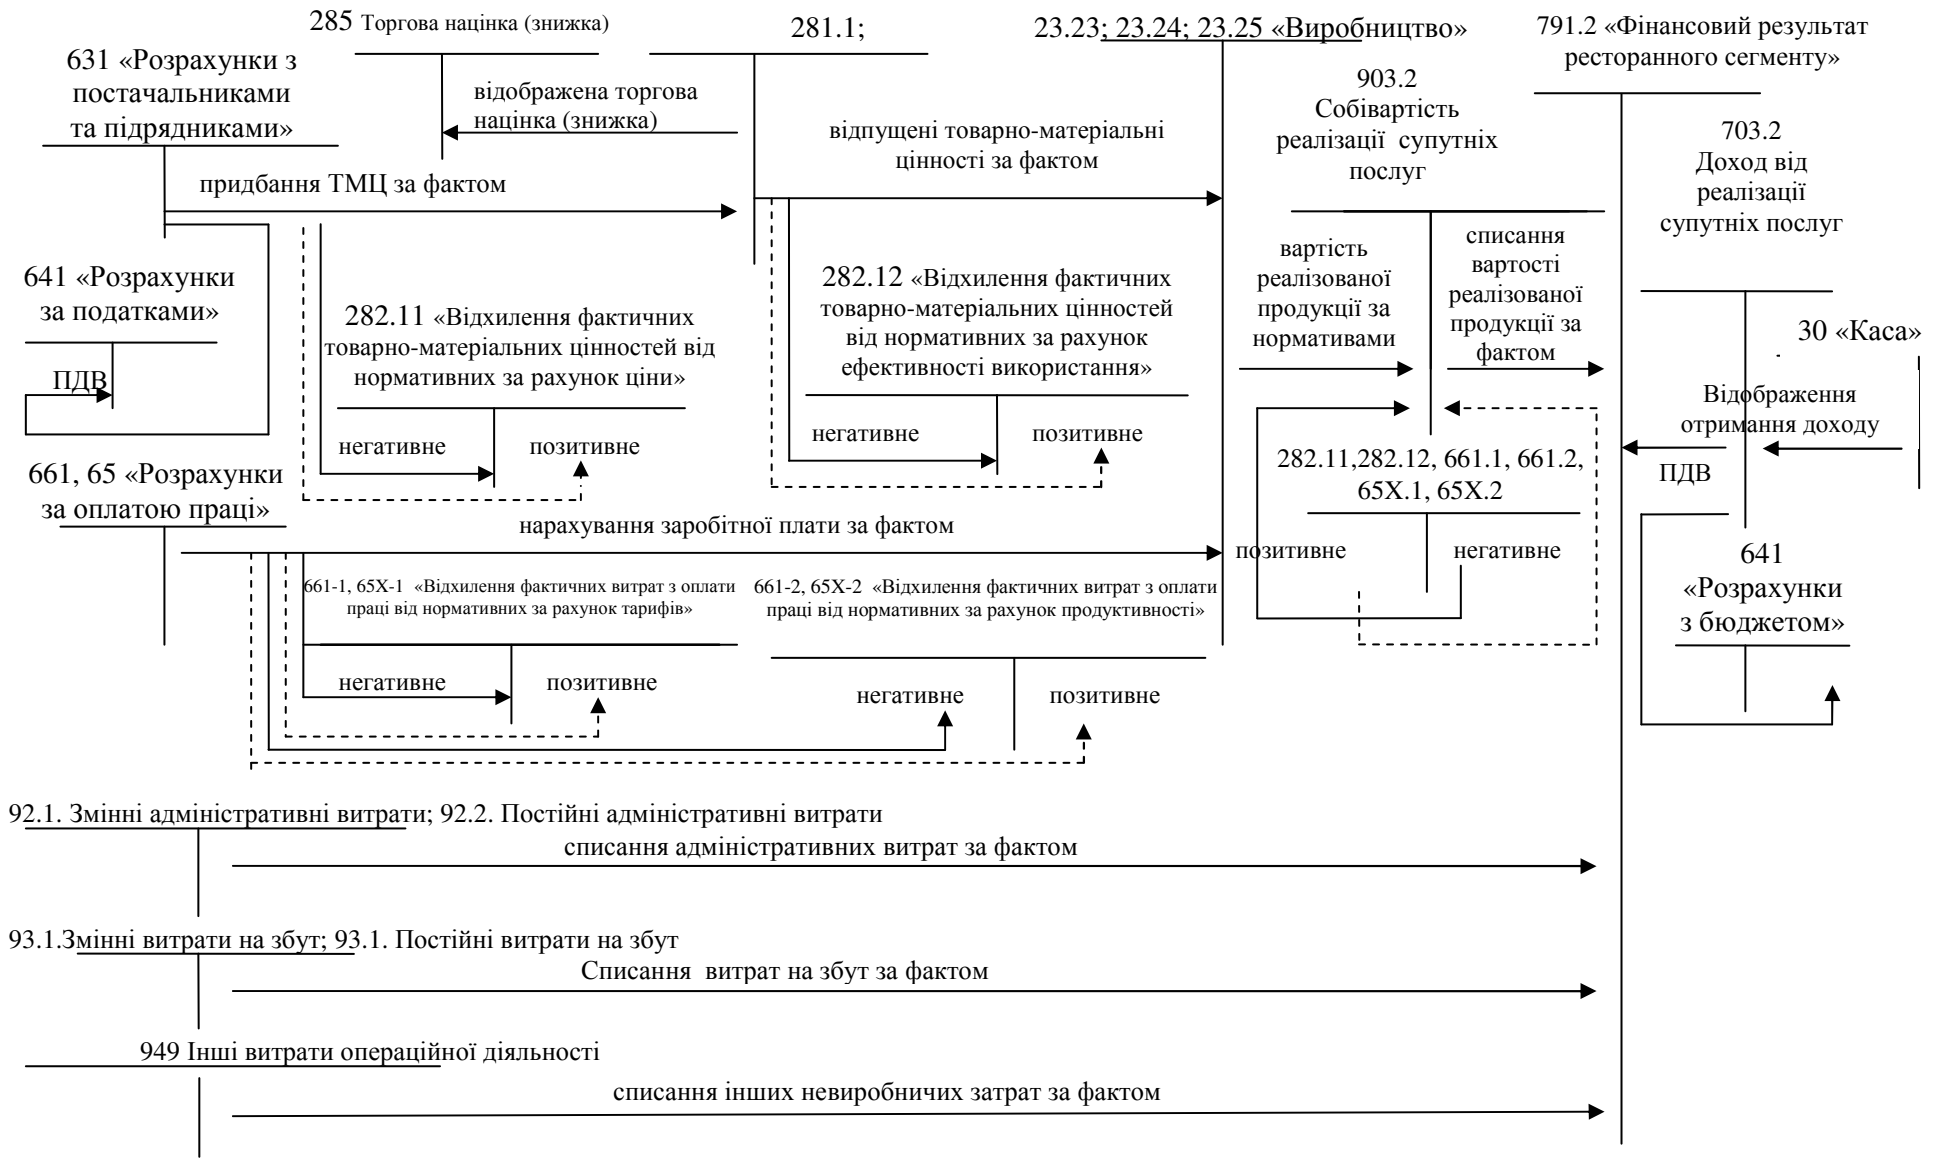 285 Торгова націнка (знижка)
281.1;
23.23; 23.24; 23.25 «Виробництво»
791.2 «Фінансовий результат
ресторанного сегменту»
631 «Розрахунки з
постачальниками
та підрядниками»
відображена торгова
націнка (знижка)
відпущені товарно-матеріальні
цінності за фактом
903.2
Собівартість
реалізації супутніх
послуг
703.2
Доход від
реалізації
супутніх послуг
придбання ТМЦ за фактом
641 «Розрахунки
за податками»
ПДВ
282.11 «Відхилення фактичних
товарно-матеріальних цінностей від
нормативних за рахунок ціни»
негативне
позитивне
282.12 «Відхилення фактичних
товарно-матеріальних цінностей
від нормативних за рахунок
ефективності використання»
негативне
позитивне
вартість
реалізованої
продукції за
нормативами
списання
вартості
реалізованої
продукції за
фактом
30 «Каса»
Відображення
отримання доходу
ПДВ
661, 65 «Розрахунки
за оплатою праці»
нарахування заробітної плати за фактом
282.11,282.12, 661.1, 661.2,
65Х.1, 65Х.2
позитивне
негативне
641
«Розрахунки
з бюджетом»
661-1, 65Х-1 «Відхилення фактичних витрат з оплати
праці від нормативних за рахунок тарифів»
негативне
позитивне
661-2, 65Х-2 «Відхилення фактичних витрат з оплати
праці від нормативних за рахунок продуктивності»
негативне
позитивне
92.1. Змінні адміністративні витрати; 92.2. Постійні адміністративні витрати
списання адміністративних витрат за фактом
93.1.Змінні витрати на збут; 93.1. Постійні витрати на збут
Списання витрат на збут за фактом
949 Інші витрати операційної діяльності
списання інших невиробничих затрат за фактом